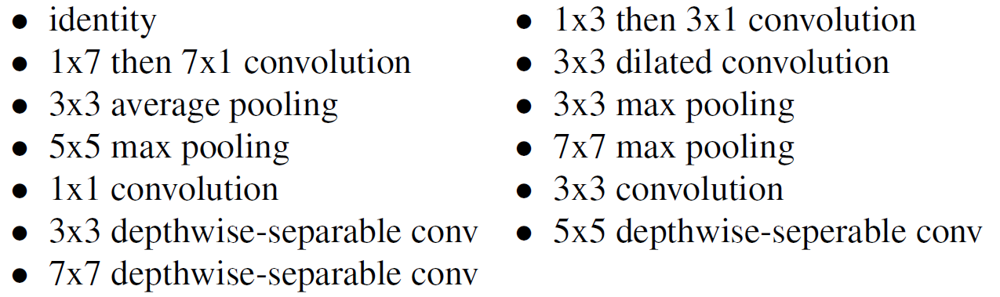 • identity
• 1x7 then 7x1 convolution
• 3x3 average pooling
• 5x5 max pooling
• 1x1 convolution
• 3x3 depthwise-separable conv
• 7x7 depthwise-separable conv
• 1x3 then 3x1 convolution
• 3x3 dilated convolution
• 3x3 max pooling
• 7x7 max pooling
• 3x3 convolution
• 5x5 depthwise-seperable conv